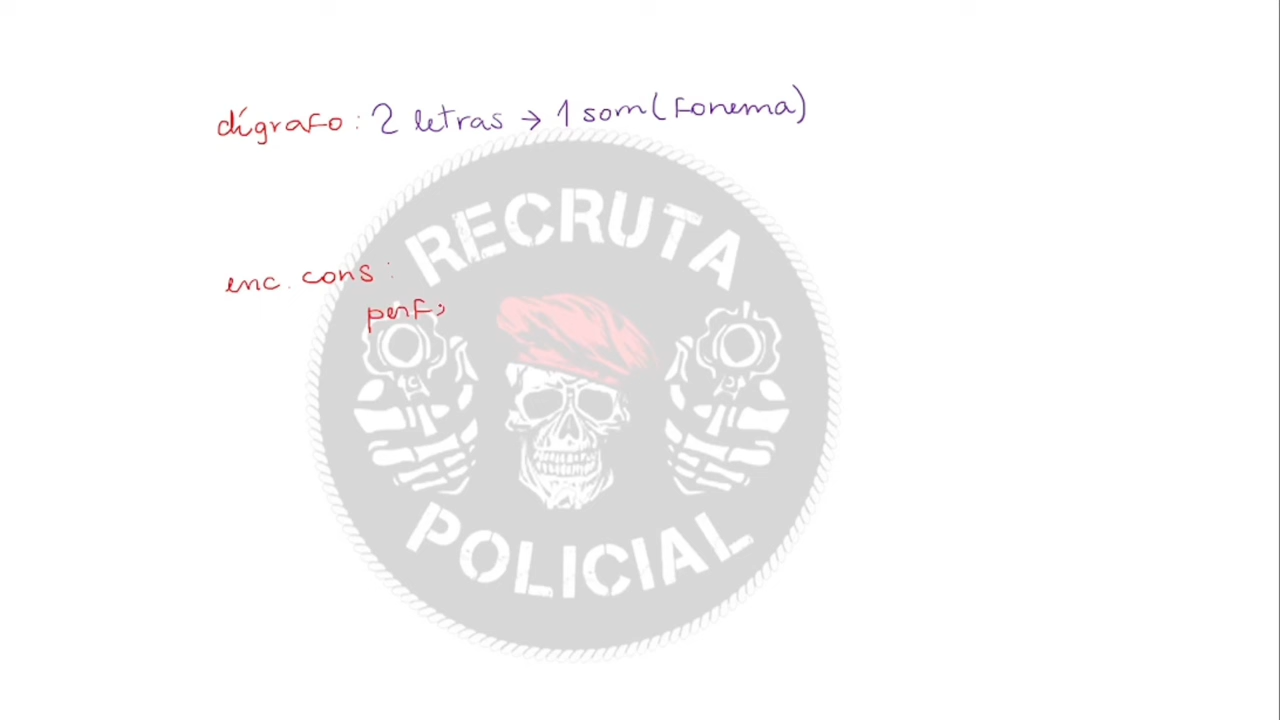 dígrafo: 2 letras → 1 som (fonema)
RECRUTA
enc. cons:
perf;
POLICIAL